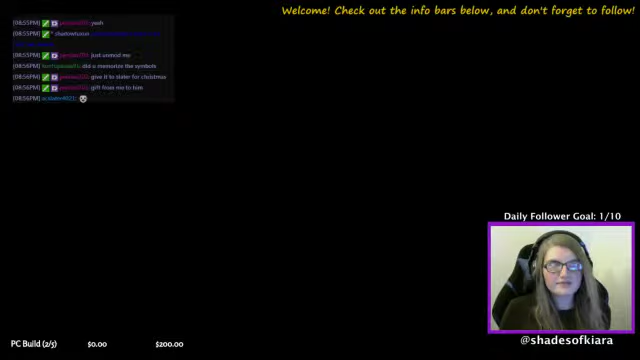 Welcome! Check out the info bars below, and don't forget to follow!
[08:55PM] yeah
[08:55PM] * shadowtaxun
[08:55PM] just unmod me
[08:56PM] did u memorize the symbols
[08:56PM] give it to slater for christmas
[08:56PM] gift from me to him
[08:56PM]
Daily Follower Goal: 1/10
@shadesofkiara
PC Build (2/5) $0.00 $200.00